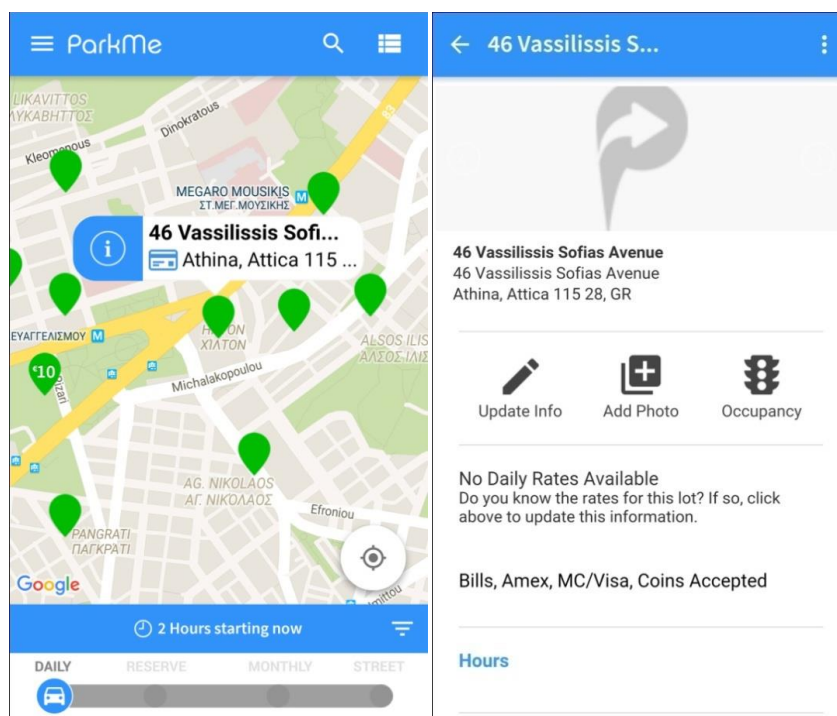 ParkMe
LIKAVITTOS
ΛΥΚΑΒΗΤΤΟΣ
Dinokratous
83
Kleomenous
MEGARO MOUSIKIS
ΣΤ.ΜΕΓ.ΜΟΥΣΙΚΗΣ
M
46 Vassilissis Sofi...
i
Athina, Attica 115 ...
ΕΥΑΓΓΕΛΙΣΜΟΥ M
ΧΙΛΤΟΝ
ALSOS ILIS
ΑΛΣΟΣ ΙΛΙΣ
€10
Rizari
Michalakopoulou
AG. NIKOLAOS
ΑΓ. ΝΙΚΟΛΑΟΣ
Efroniou
PANGRATI
ΠΑΓΚΡΑΤΙ
Google
2 Hours starting now
DAILY RESERVE MONTHLY STREET
46 Vassilissis S...
46 Vassilissis Sofias Avenue
46 Vassilissis Sofias Avenue
Athina, Attica 115 28, GR
Update Info Add Photo Occupancy
No Daily Rates Available
Do you know the rates for this lot? If so, click
above to update this information.
Bills, Amex, MC/Visa, Coins Accepted
Hours